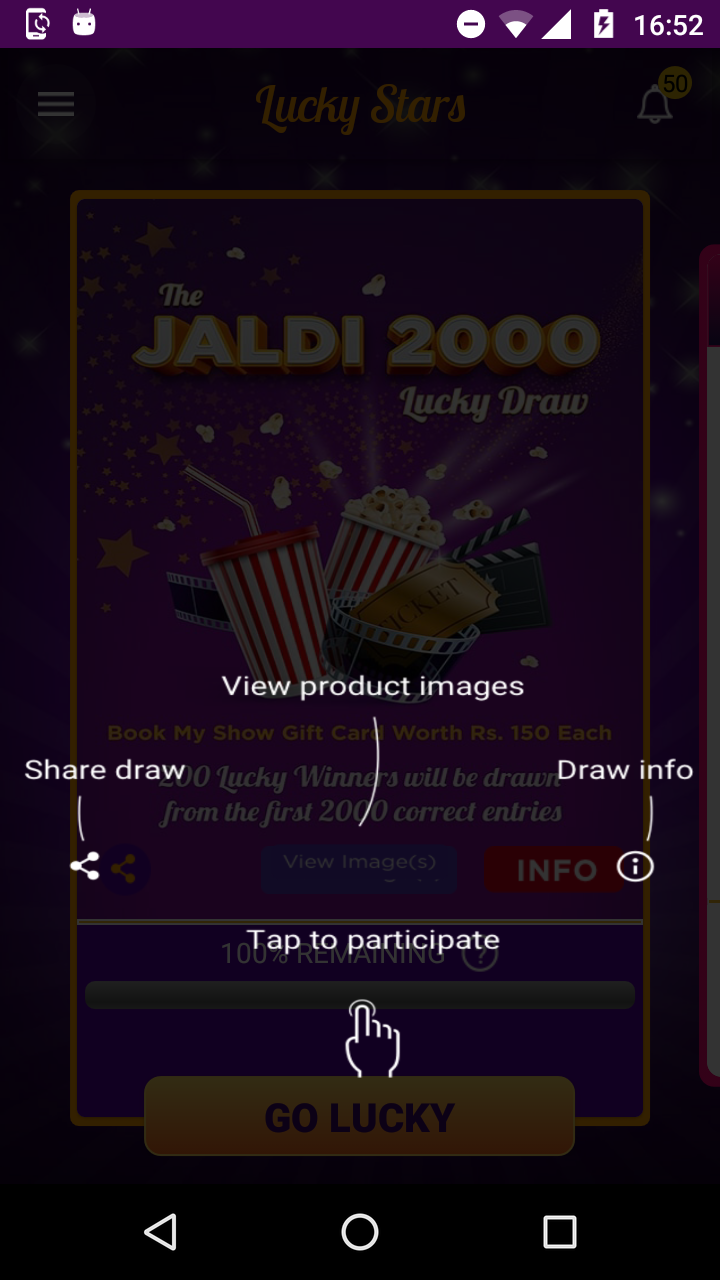 16:52
Lucky Stars
50
The
JALDI 2000
Lucky Draw
TICKET
View product images
Book My Show Gift Card Worth Rs. 150 Each
Share draw
Draw info
200 Lucky Winners will be drawn
from the first 2000 correct entries
View Image(s)
INFO
Tap to participate
100% REMAINING ?
GO LUCKY